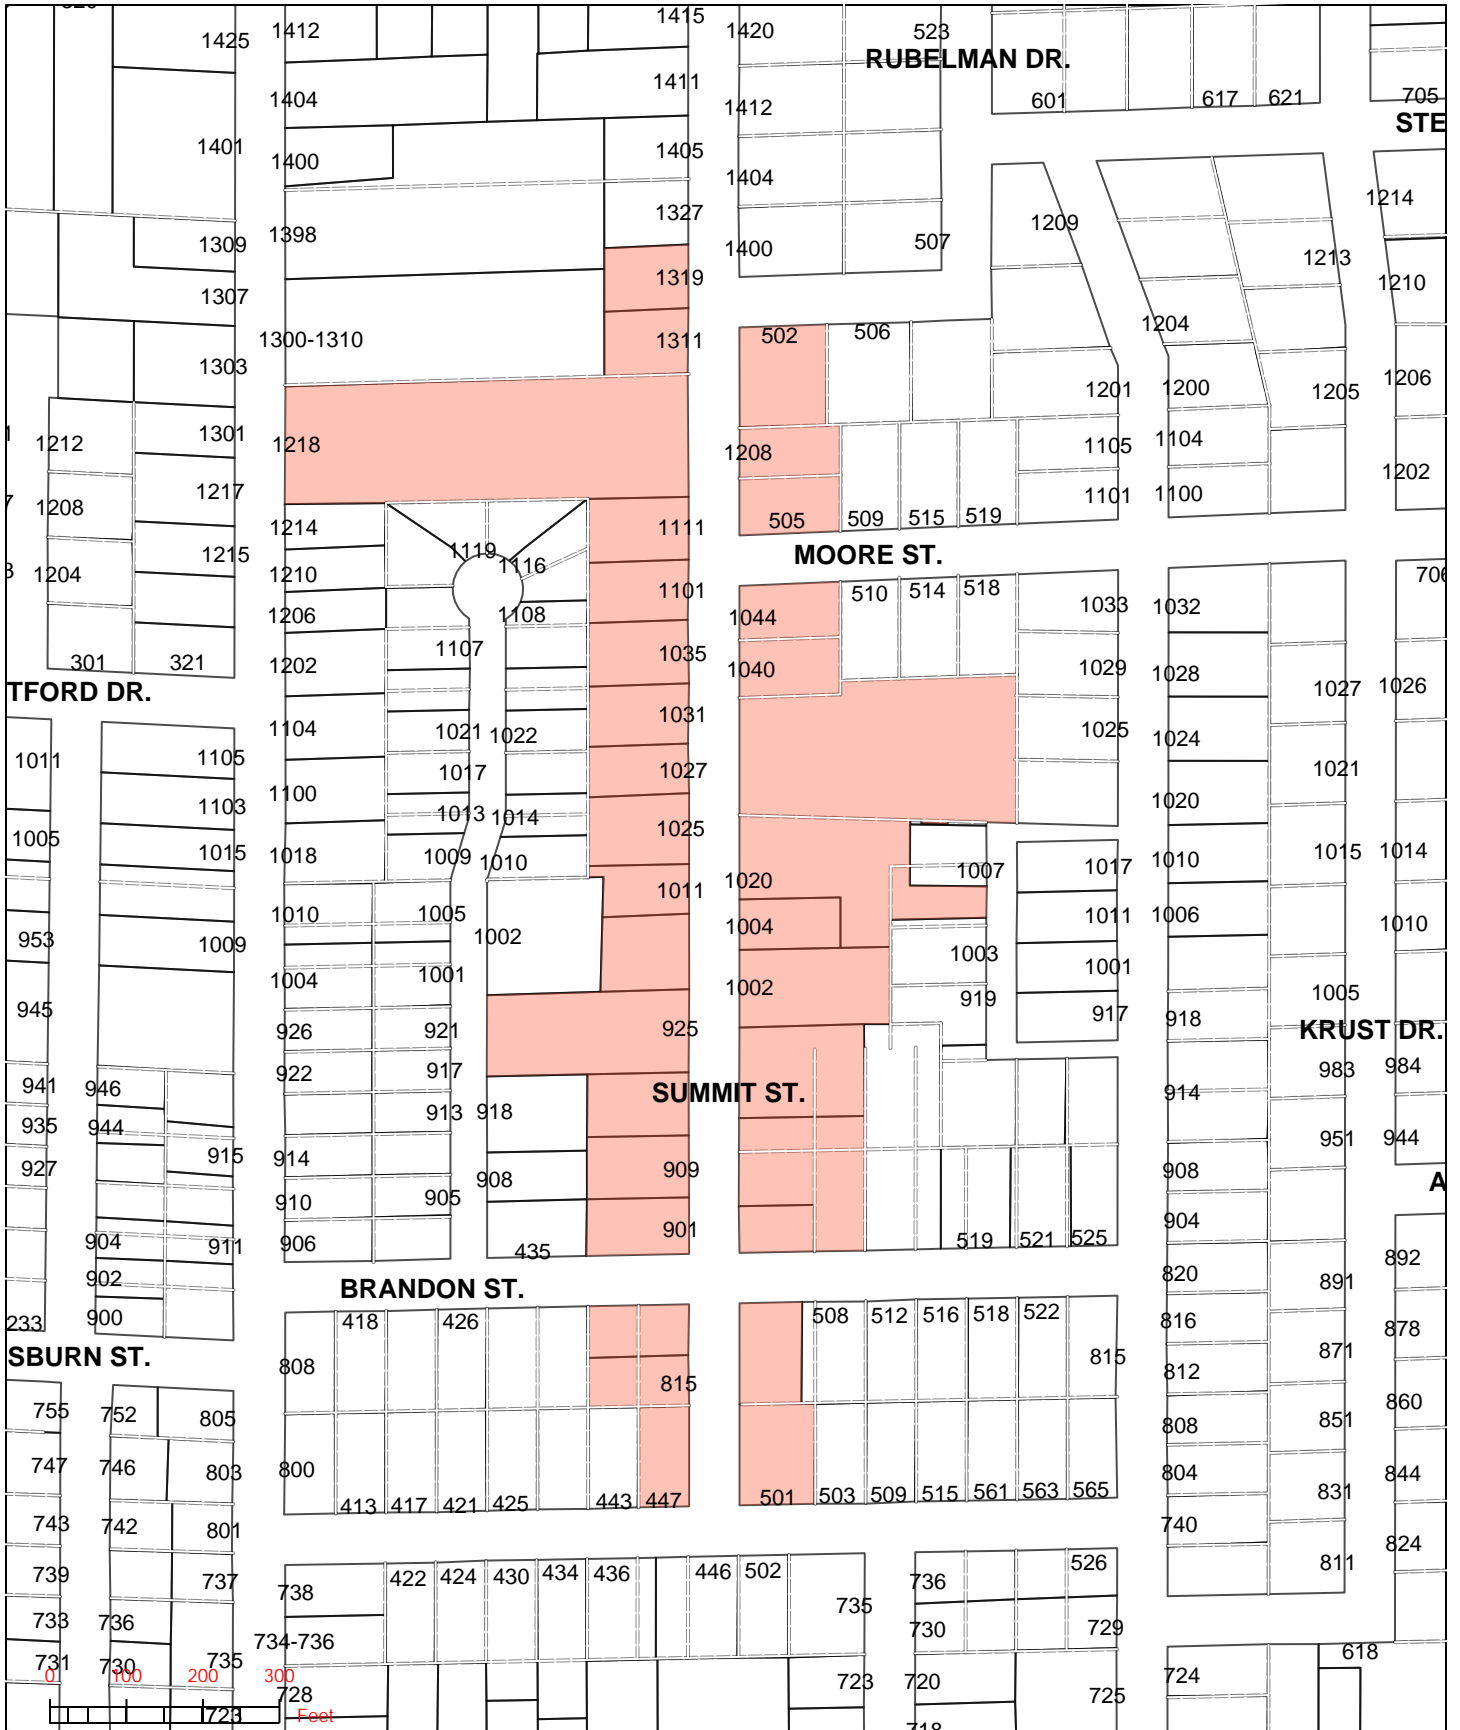 1415
1425 1412 1420 523
RUBELMAN DR.
1411
1404 1412 601 617 621 705
STE
1401 1400 1405
1404
1327 1214
1309 1398 1400 507 1209
1213
1307 1319 1210
1300-1310 1311 502 506 1204
1303
1301 1218 1201 1200 1205 1206
1212 1208 1105 1104
1217 1202
1208 1101 1100
1214 1111 505 509 515 519
1215 1119 MOORE ST.
1204 1210 1116 706
1101 510 514 518
1206 1108 1044 1033 1032
301 321 1202 1107 1035 1040 1029 1028
TFORD DR. 1027 1026
1104 1021 1022 1031 1025 1024
1011 1105
1017 1027 1021
1103 1100 1013 1014 1020
1005 1015 1018 1009 1010 1025 1007 1017 1010 1015 1014
1020
1011
1010 1005 1004 1011 1006
953 1009 1002 1003 1010
1004 1001 1001
1002 919 1005
945 926 921 925 917 918 KRUST DR.
941 946 922 917 983 984
SUMMIT ST.
935 944 913 918 914
951 944
927 915 914 909 908
908 A
910 905 901 904
904 911 906 435 519 521 525
902 820 891 892
BRANDON ST.
233 900 418 426 508 512 516 518 522 816 878
SBURN ST. 808 815 815 812 871
755 752 805 808 851 860
747 746 803 800 804 844
413 417 421 425 443 447 501 503 509 515 561 563 565 831
743 742 801 740
824
739 737 738 422 424 430 434 436 446 502 736 526 811
735
733 736 734-736 730 729
731 730 735 618
0 100 200 300
728 723 720 725 724
723 Feet